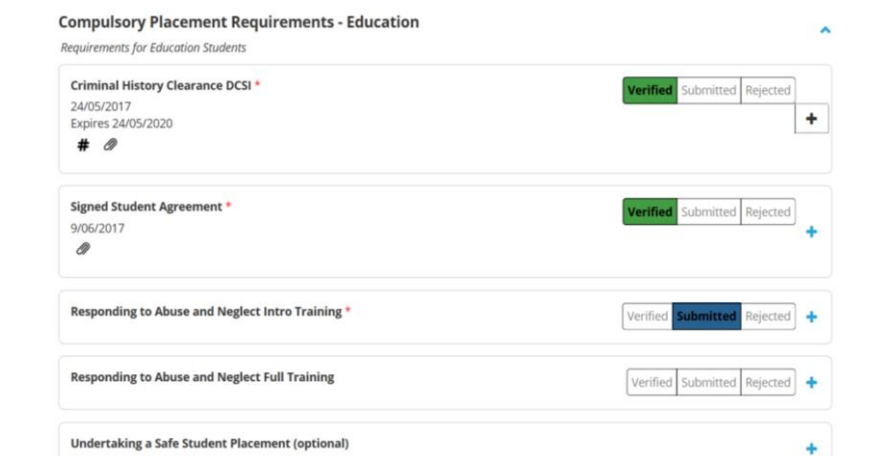 Compulsory Placement Requirements - Education
Requirements for Education Students
Criminal History Clearance DCSI *
Verified Submitted Rejected
24/05/2017
Expires 24/05/2020
+
#
Signed Student Agreement *
Verified Submitted Rejected
9/06/2017
+
Responding to Abuse and Neglect Intro Training *
Verified Submitted Rejected +
Responding to Abuse and Neglect Full Training
Verified Submitted Rejected +
Undertaking a Safe Student Placement (optional)
+